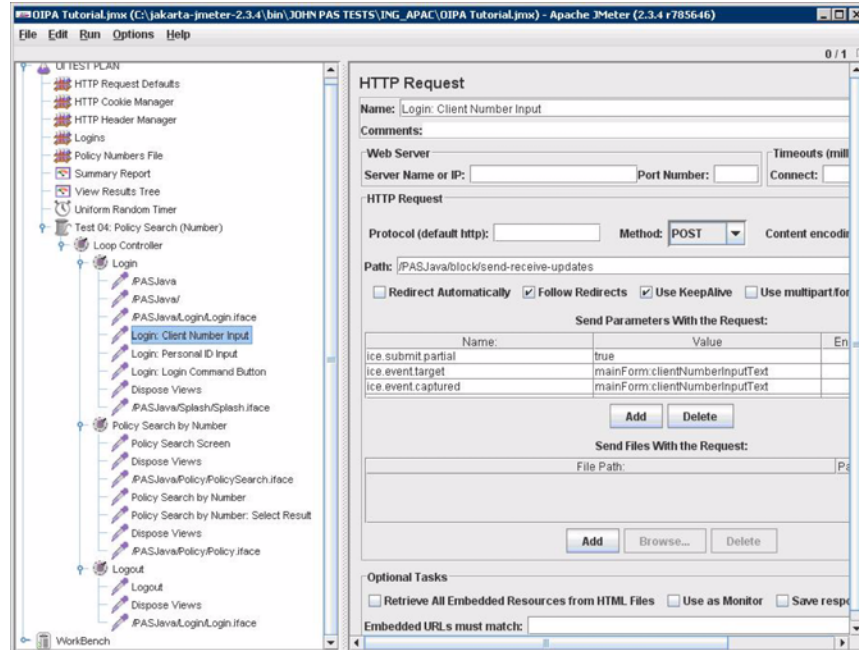 OIPA Tutorial.jmx (C:\jakarta-jmeter-2.3.4\bin\JOHN PAS TESTS\ING_APAC\OIPA Tutorial.jmx) - Apache JMeter (2.3.4 r785646)
File Edit Run Options Help
0 / 1
UI TEST PLAN
HTTP Request Defaults
HTTP Cookie Manager
HTTP Header Manager
Logins
Policy Numbers File
Summary Report
View Results Tree
Uniform Random Timer
Test 04: Policy Search (Number)
Loop Controller
Login
/PASJava
/PASJava/
/PASJava/Login/Login.iface
Login: Client Number Input
Login: Personal ID Input
Login: Login Command Button
Dispose Views
/PASJava/Splash/Splash.iface
Policy Search by Number
Policy Search Screen
Dispose Views
/PASJava/Policy/PolicySearch.iface
Policy Search by Number
Policy Search by Number: Select Result
Dispose Views
/PASJava/Policy/Policy.iface
Logout
Logout
Dispose Views
/PASJava/Login/Login.iface
WorkBench
HTTP Request
Name: Login: Client Number Input
Comments:
Web Server
Timeouts (mill
Server Name or IP: Port Number: Connect:
HTTP Request
Protocol (default http): Method: POST Content encodin
Path: /PASJava/block/send-receive-updates
Redirect Automatically Follow Redirects Use KeepAlive Use multipart/for
Send Parameters With the Request:
Name: Value En
ice.submit.partial true
ice.event.target mainForm:clientNumberInputText
ice.event.captured mainForm:clientNumberInputText
Add Delete
Send Files With the Request:
File Path: Pa
Add Browse... Delete
Optional Tasks
Retrieve All Embedded Resources from HTML Files Use as Monitor Save respo
Embedded URLs must match: